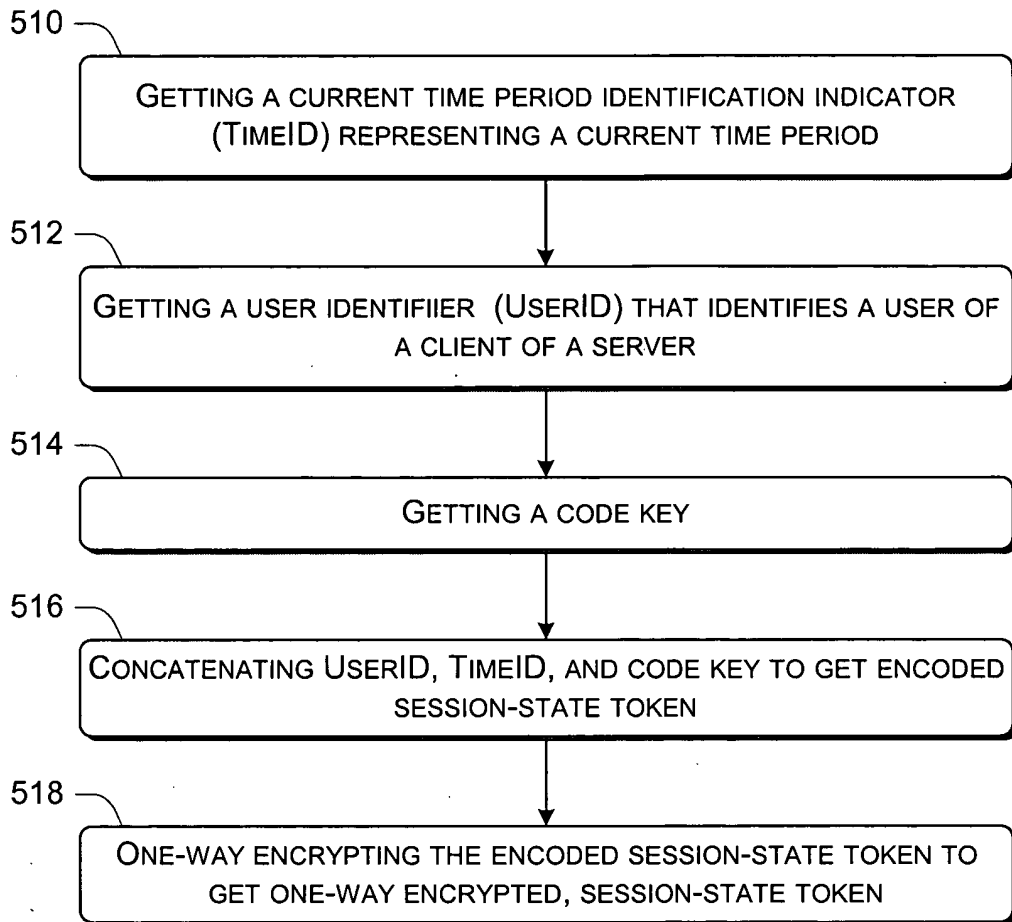 510
GETTING A CURRENT TIME PERIOD IDENTIFICATION INDICATOR
(TIMEID) REPRESENTING A CURRENT TIME PERIOD
512
GETTING A USER IDENTIFIIER (USERID) THAT IDENTIFIES A USER OF
A CLIENT OF A SERVER
514
GETTING A CODE KEY
516
CONCATENATING USERID, TIMEID, AND CODE KEY TO GET ENCODED
SESSION-STATE TOKEN
518
ONE-WAY ENCRYPTING THE ENCODED SESSION-STATE TOKEN TO
GET ONE-WAY ENCRYPTED, SESSION-STATE TOKEN